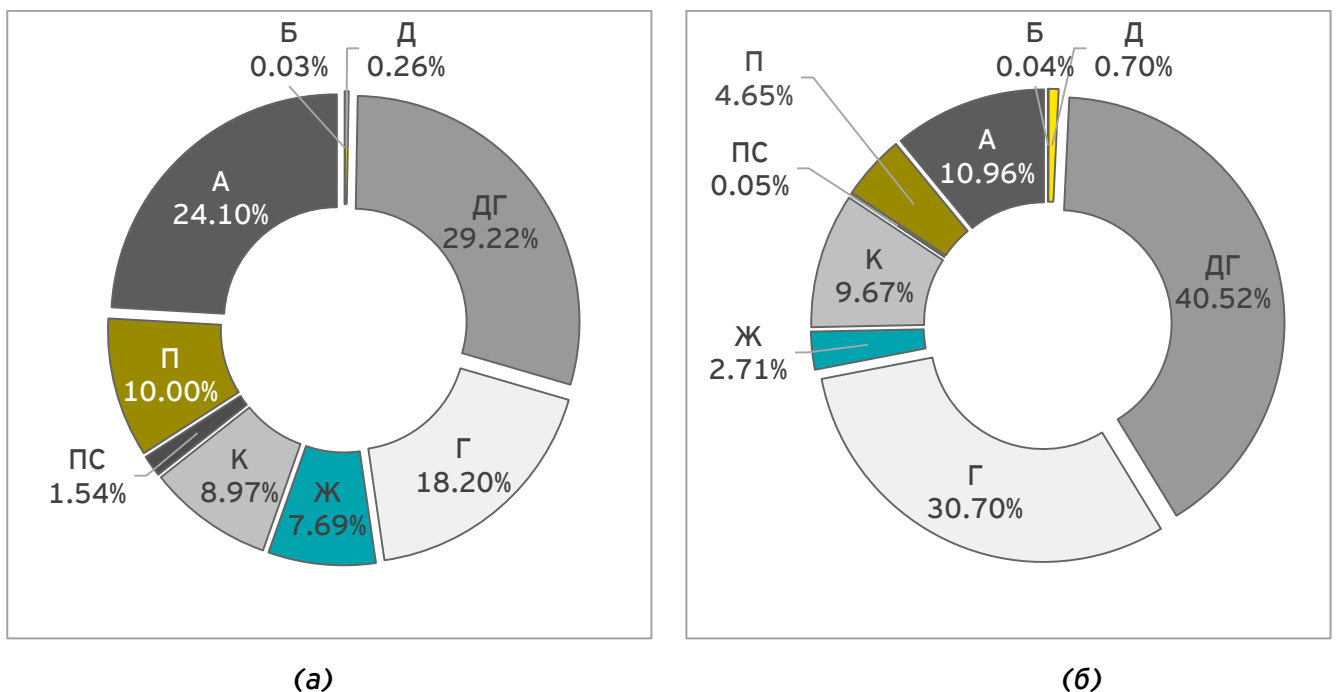 Б
0.03%
Д
0.26%
ДГ
29.22%
Г
18.20%
Ж
7.69%
К
8.97%
ПС
1.54%
П
10.00%
А
24.10%
(а)
Б
0.04%
Д
0.70%
ДГ
40.52%
Г
30.70%
Ж
2.71%
К
9.67%
ПС
0.05%
П
4.65%
А
10.96%
(б)